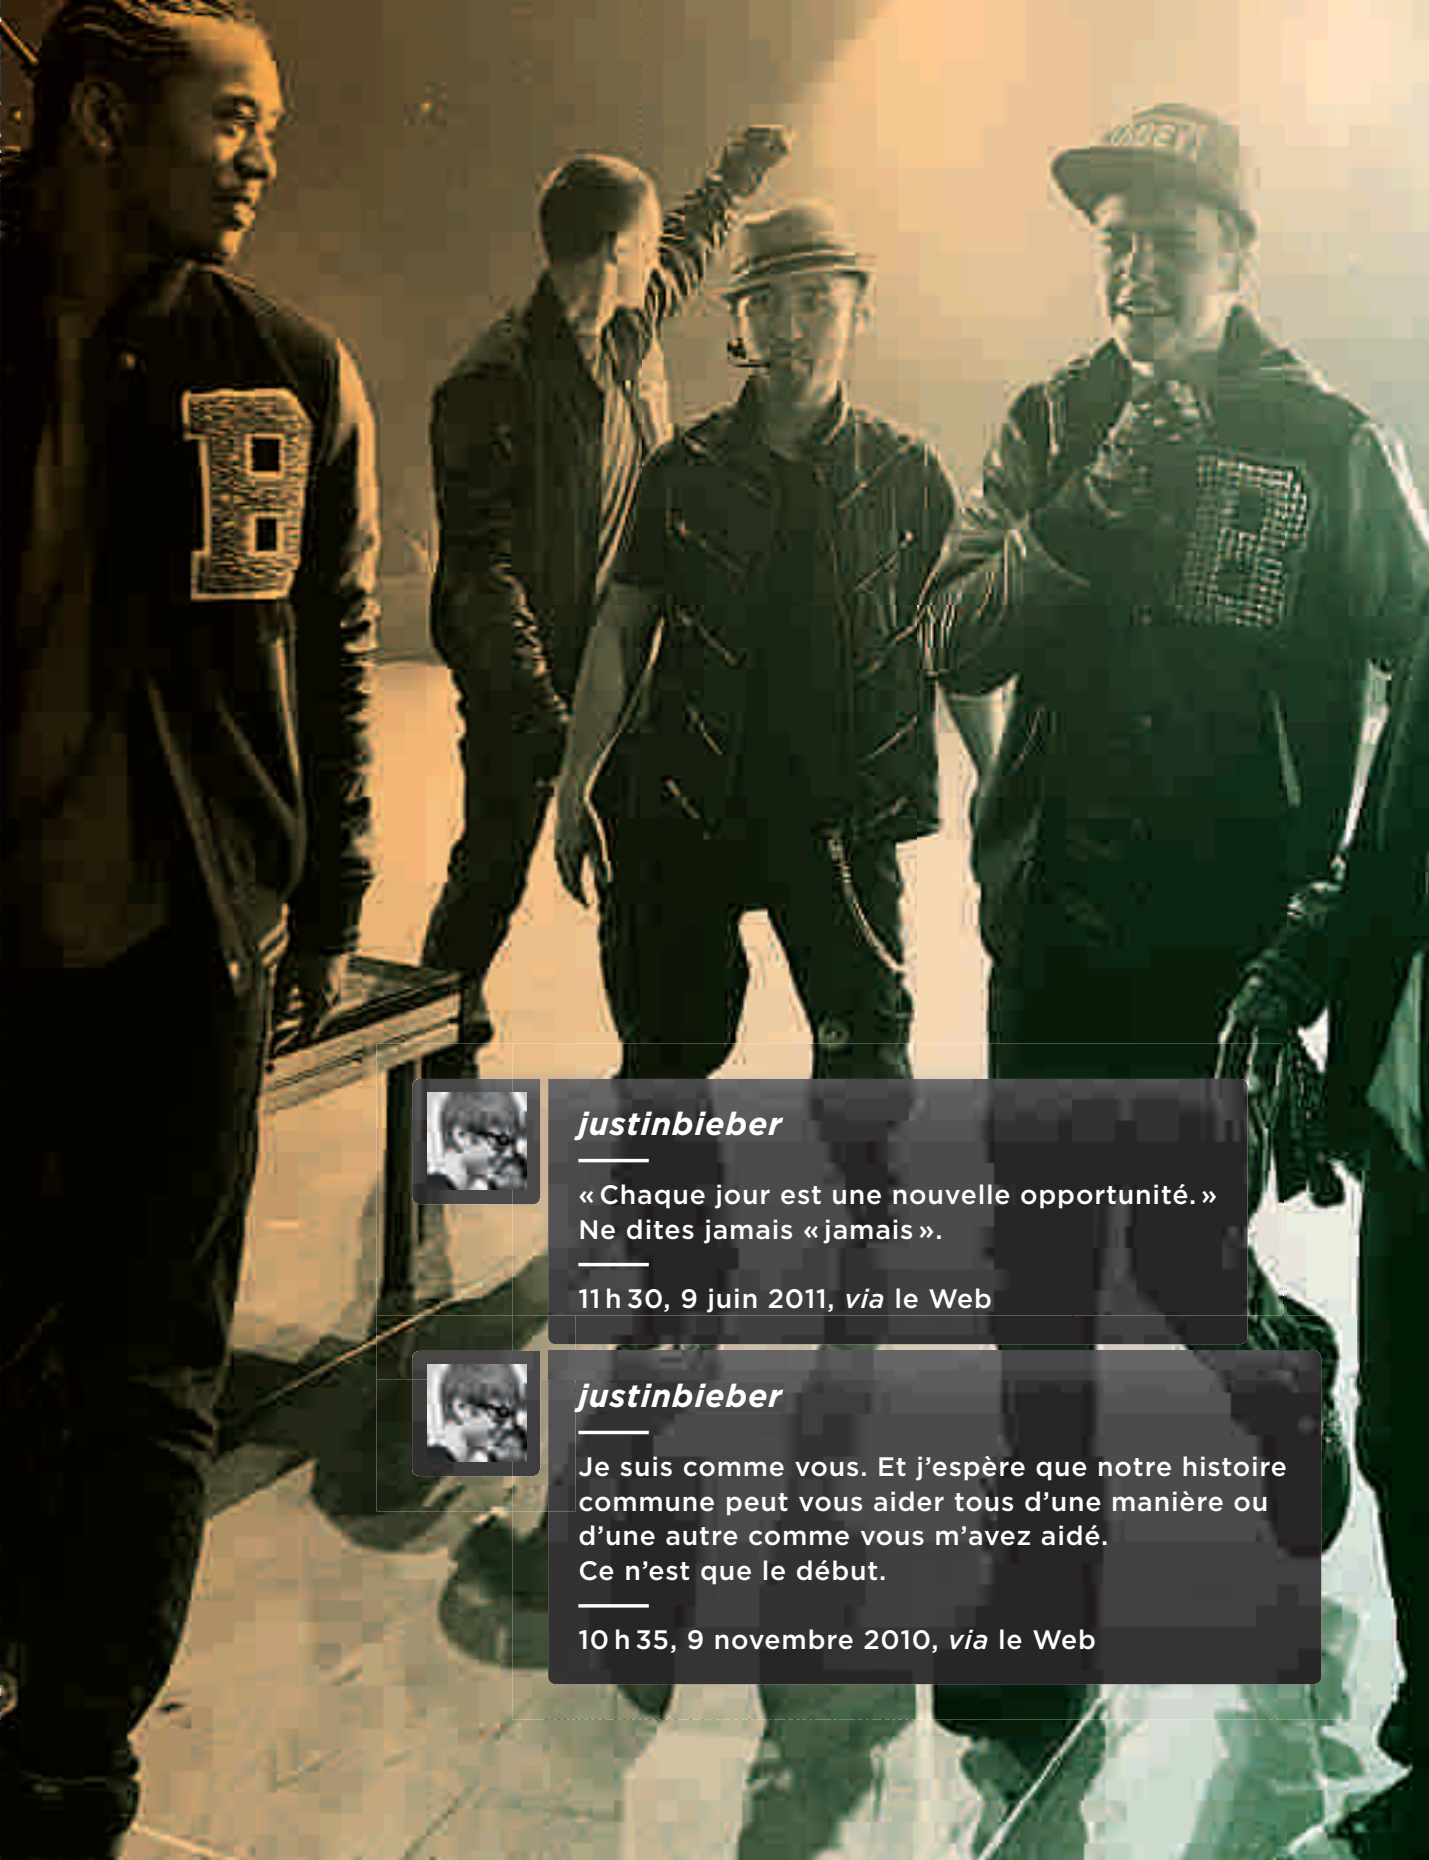 B
B
justinbieber
« Chaque jour est une nouvelle opportunité. »
Ne dites jamais « jamais ».
11 h 30, 9 juin 2011, via le Web
justinbieber
Je suis comme vous. Et j’espère que notre histoire
commune peut vous aider tous d’une manière ou
d’une autre comme vous m’avez aidé.
Ce n’est que le début.
10 h 35, 9 novembre 2010, via le Web